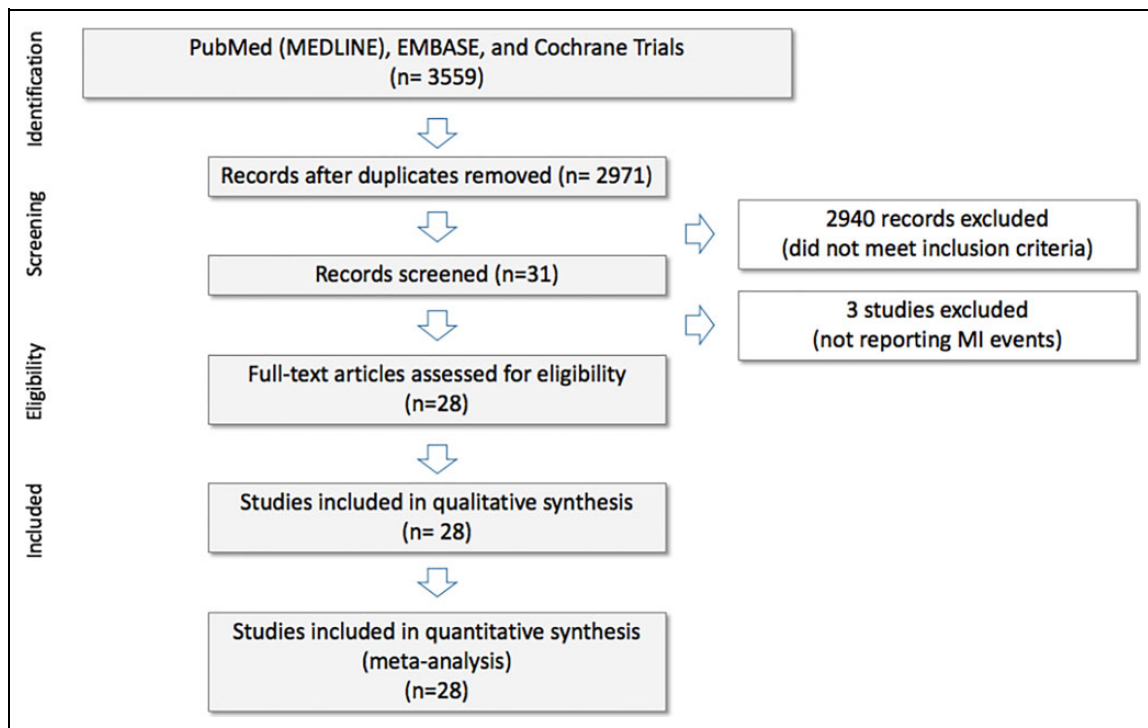 Identification
PubMed (MEDLINE), EMBASE, and Cochrane Trials
(n= 3559)
Records after duplicates removed (n= 2971)
Screening
2940 records excluded
(did not meet inclusion criteria)
Records screened (n=31)
3 studies excluded
(not reporting MI events)
Eligibility
Full-text articles assessed for eligibility
(n=28)
Included
Studies included in qualitative synthesis
(n= 28)
Studies included in quantitative synthesis
(meta-analysis)
(n=28)